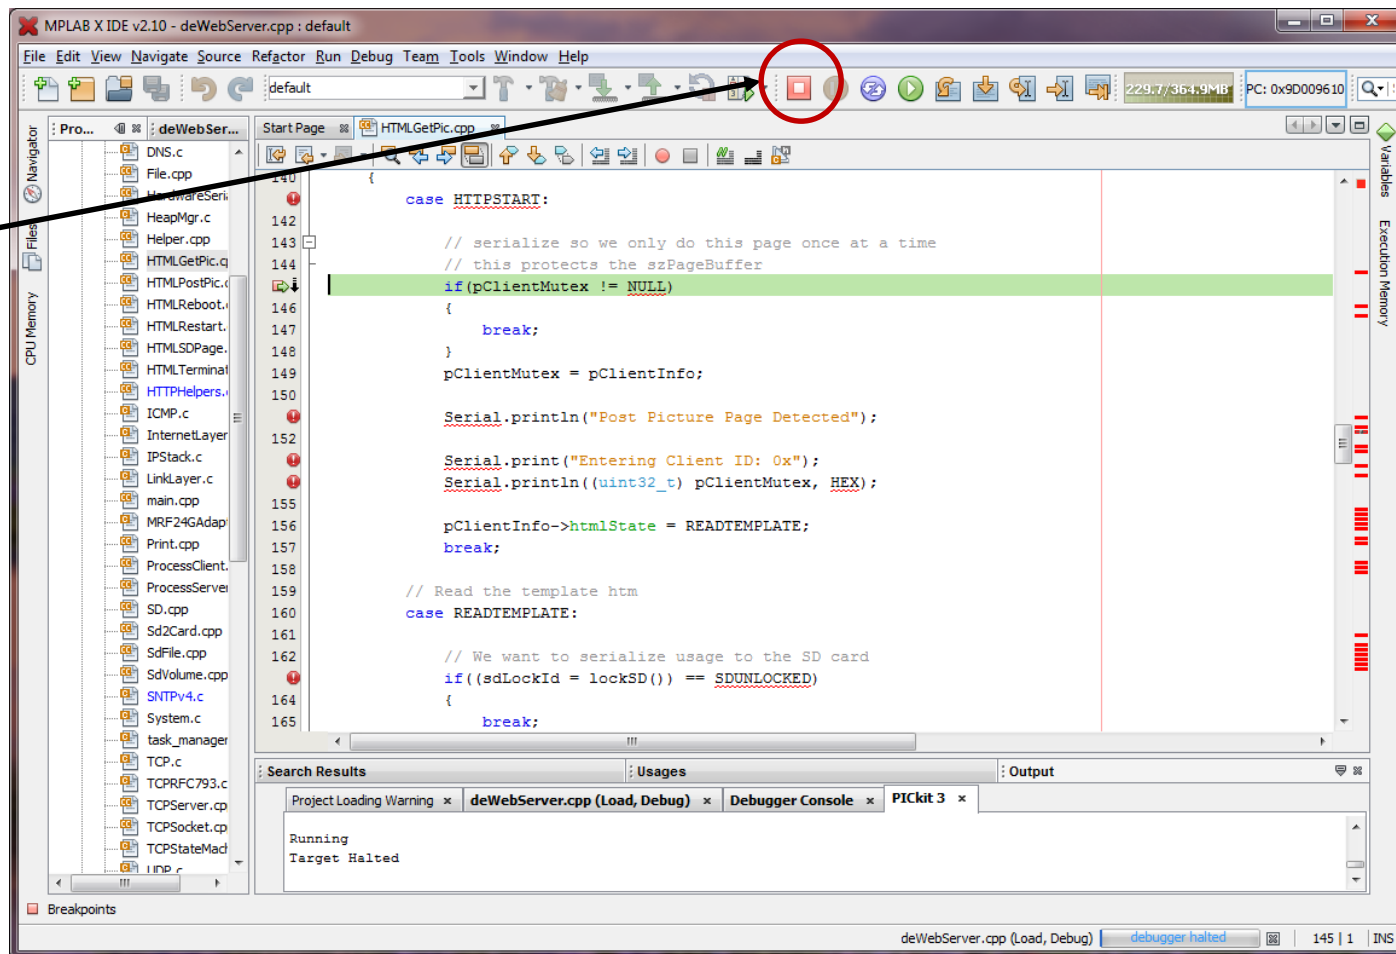 MPLAB X IDE v2.10 - deWebServer.cpp : default
File Edit View Navigate Source Refactor Run Debug Team Tools Window Help
default
229.7/364.9MB
PC: 0x9D009610
Pro...
deWebSer...
Start Page
HTMLGetPic.cpp
Navigator
Files
CPU Memory
DNS.c
File.cpp
HardwareSeri
HeapMgr.c
Helper.cpp
HTMLGetPic.c
HTMLPostPic.c
HTMLReboot.
HTMLRestart.
HTMLSDPage.
HTMLTerminat
HTTPHelpers.
ICMP.c
InternetLayer
IPStack.c
LinkLayer.c
main.cpp
MRF24GAdap
Print.cpp
ProcessClient.
ProcessServer
SD.cpp
Sd2Card.cpp
SdFile.cpp
SdVolume.cpp
SNTPv4.c
System.c
task_manager
TCP.c
TCPRFC793.c
TCPServer.cp
TCPSocket.cp
TCPStateMach
UDP.c
140 {
case HTTPSTART:
142
143 // serialize so we only do this page once at a time
144 // this protects the szPageBuffer
if(pClientMutex != NULL)
146 {
147 break;
148 }
149 pClientMutex = pClientInfo;
150
Serial.println("Post Picture Page Detected");
152
Serial.print("Entering Client ID: 0x");
Serial.println((uint32_t) pClientMutex, HEX);
155
156 pClientInfo->htmlState = READTEMPLATE;
157 break;
158
159 // Read the template htm
160 case READTEMPLATE:
161
162 // We want to serialize usage to the SD card
if((sdLockId = lockSD()) == SDUNLOCKED)
164 {
165 break;
Variables
Execution Memory
Search Results
Usages
Output
Project Loading Warning
deWebServer.cpp (Load, Debug)
Debugger Console
PICkit 3
Running
Target Halted
Breakpoints
deWebServer.cpp (Load, Debug)
debugger halted
145 | 1
INS